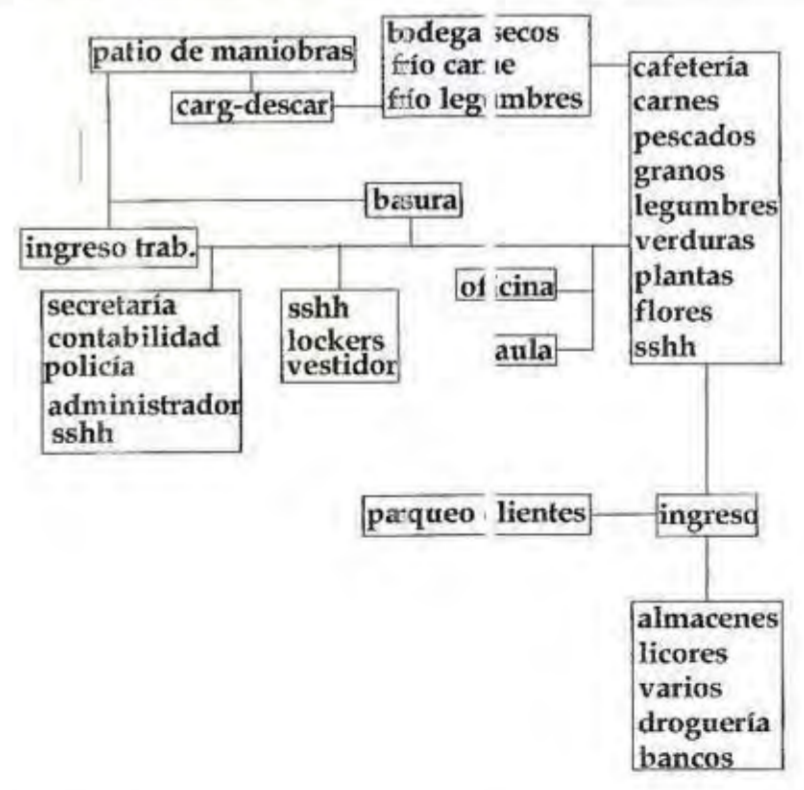 patio de maniobras
carg-descar
bodega secos
frío carne
frío legumbres
cafetería
carnes
pescados
granos
legumbres
verduras
plantas
flores
sshh
basura
ingreso trab.
secretaría
contabilidad
policía
administrador
sshh
sshh
lockers
vestidor
oficina
aula
parqueo clientes
ingreso
almacenes
licores
varios
droguería
bancos